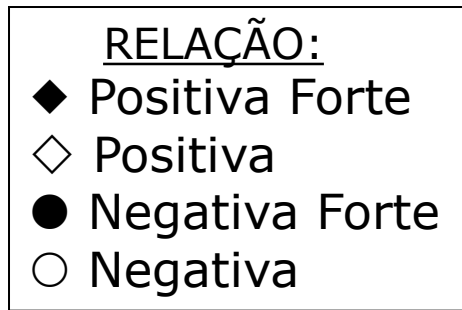 RELAÇÃO:
◆ Positiva Forte
◇ Positiva
● Negativa Forte
○ Negativa